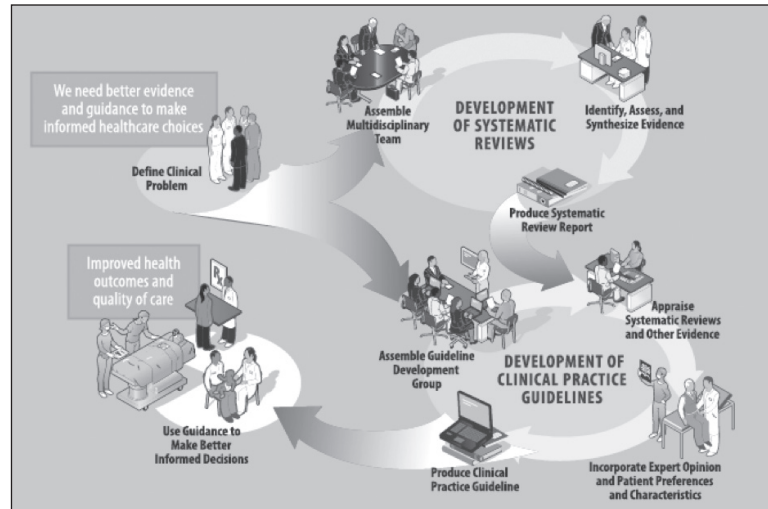 We need better evidence
and guidance to make
informed healthcare choices
Define Clinical
Problem
Assemble
Multidisciplinary
Team
DEVELOPMENT
OF SYSTEMATIC
REVIEWS
Identify, Assess, and
Synthesize Evidence
Produce Systematic
Review Report
Appraise
Systematic Reviews
and Other Evidence
Assemble Guideline
Development
Group
DEVELOPMENT OF
CLINICAL PRACTICE
GUIDELINES
Incorporate Expert Opinion
and Patient Preferences
and Characteristics
Produce Clinical
Practice Guideline
Improved health
outcomes and
quality of care
Rx
Use Guidance to
Make Better
Informed Decisions